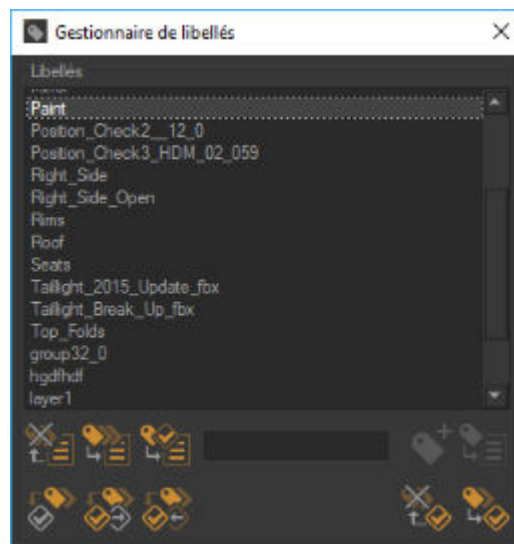 Gestionnaire de libellés
Libellés
Paint
Position_Check2__12_0
Position_Check3_HDM_02_059
Right_Side
Right_Side_Open
Rims
Roof
Seats
Taillight_2015_Update_fbx
Taillight_Break_Up_fbx
Top_Folds
group32_0
hgdfhdf
layer1